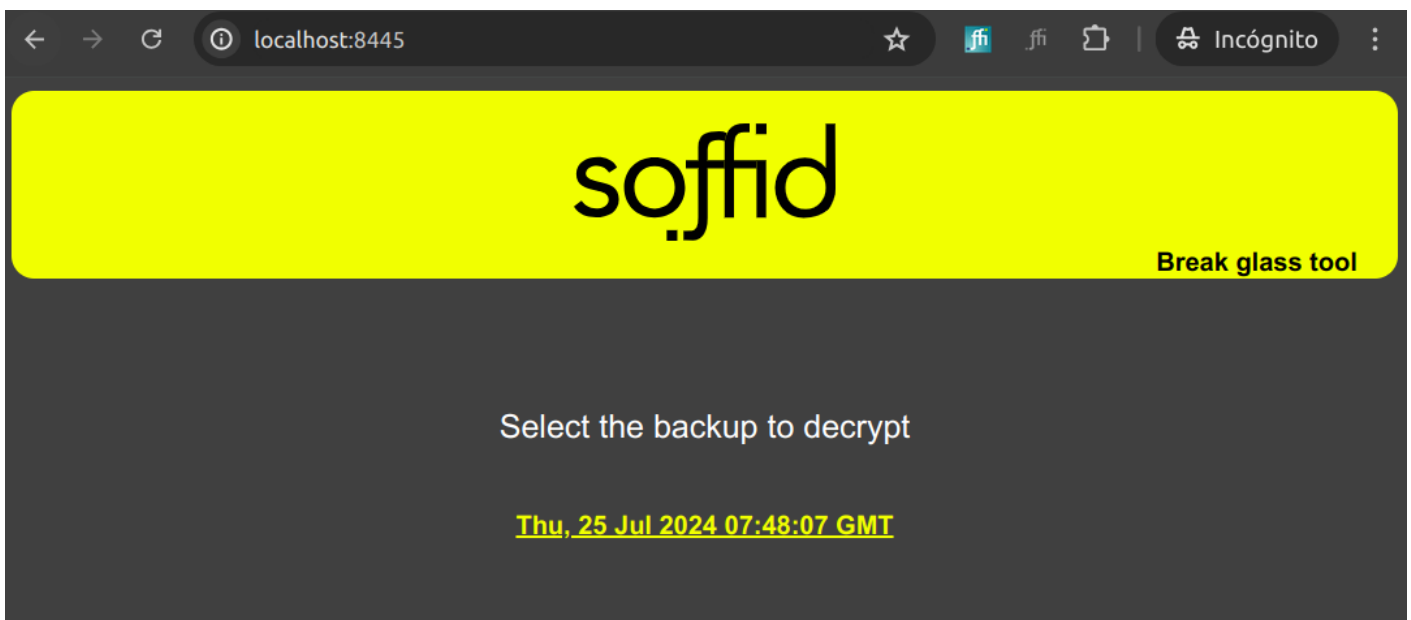 localhost:8445
Incógnito
soffid
Break glass tool
Select the backup to decrypt
Thu, 25 Jul 2024 07:48:07 GMT